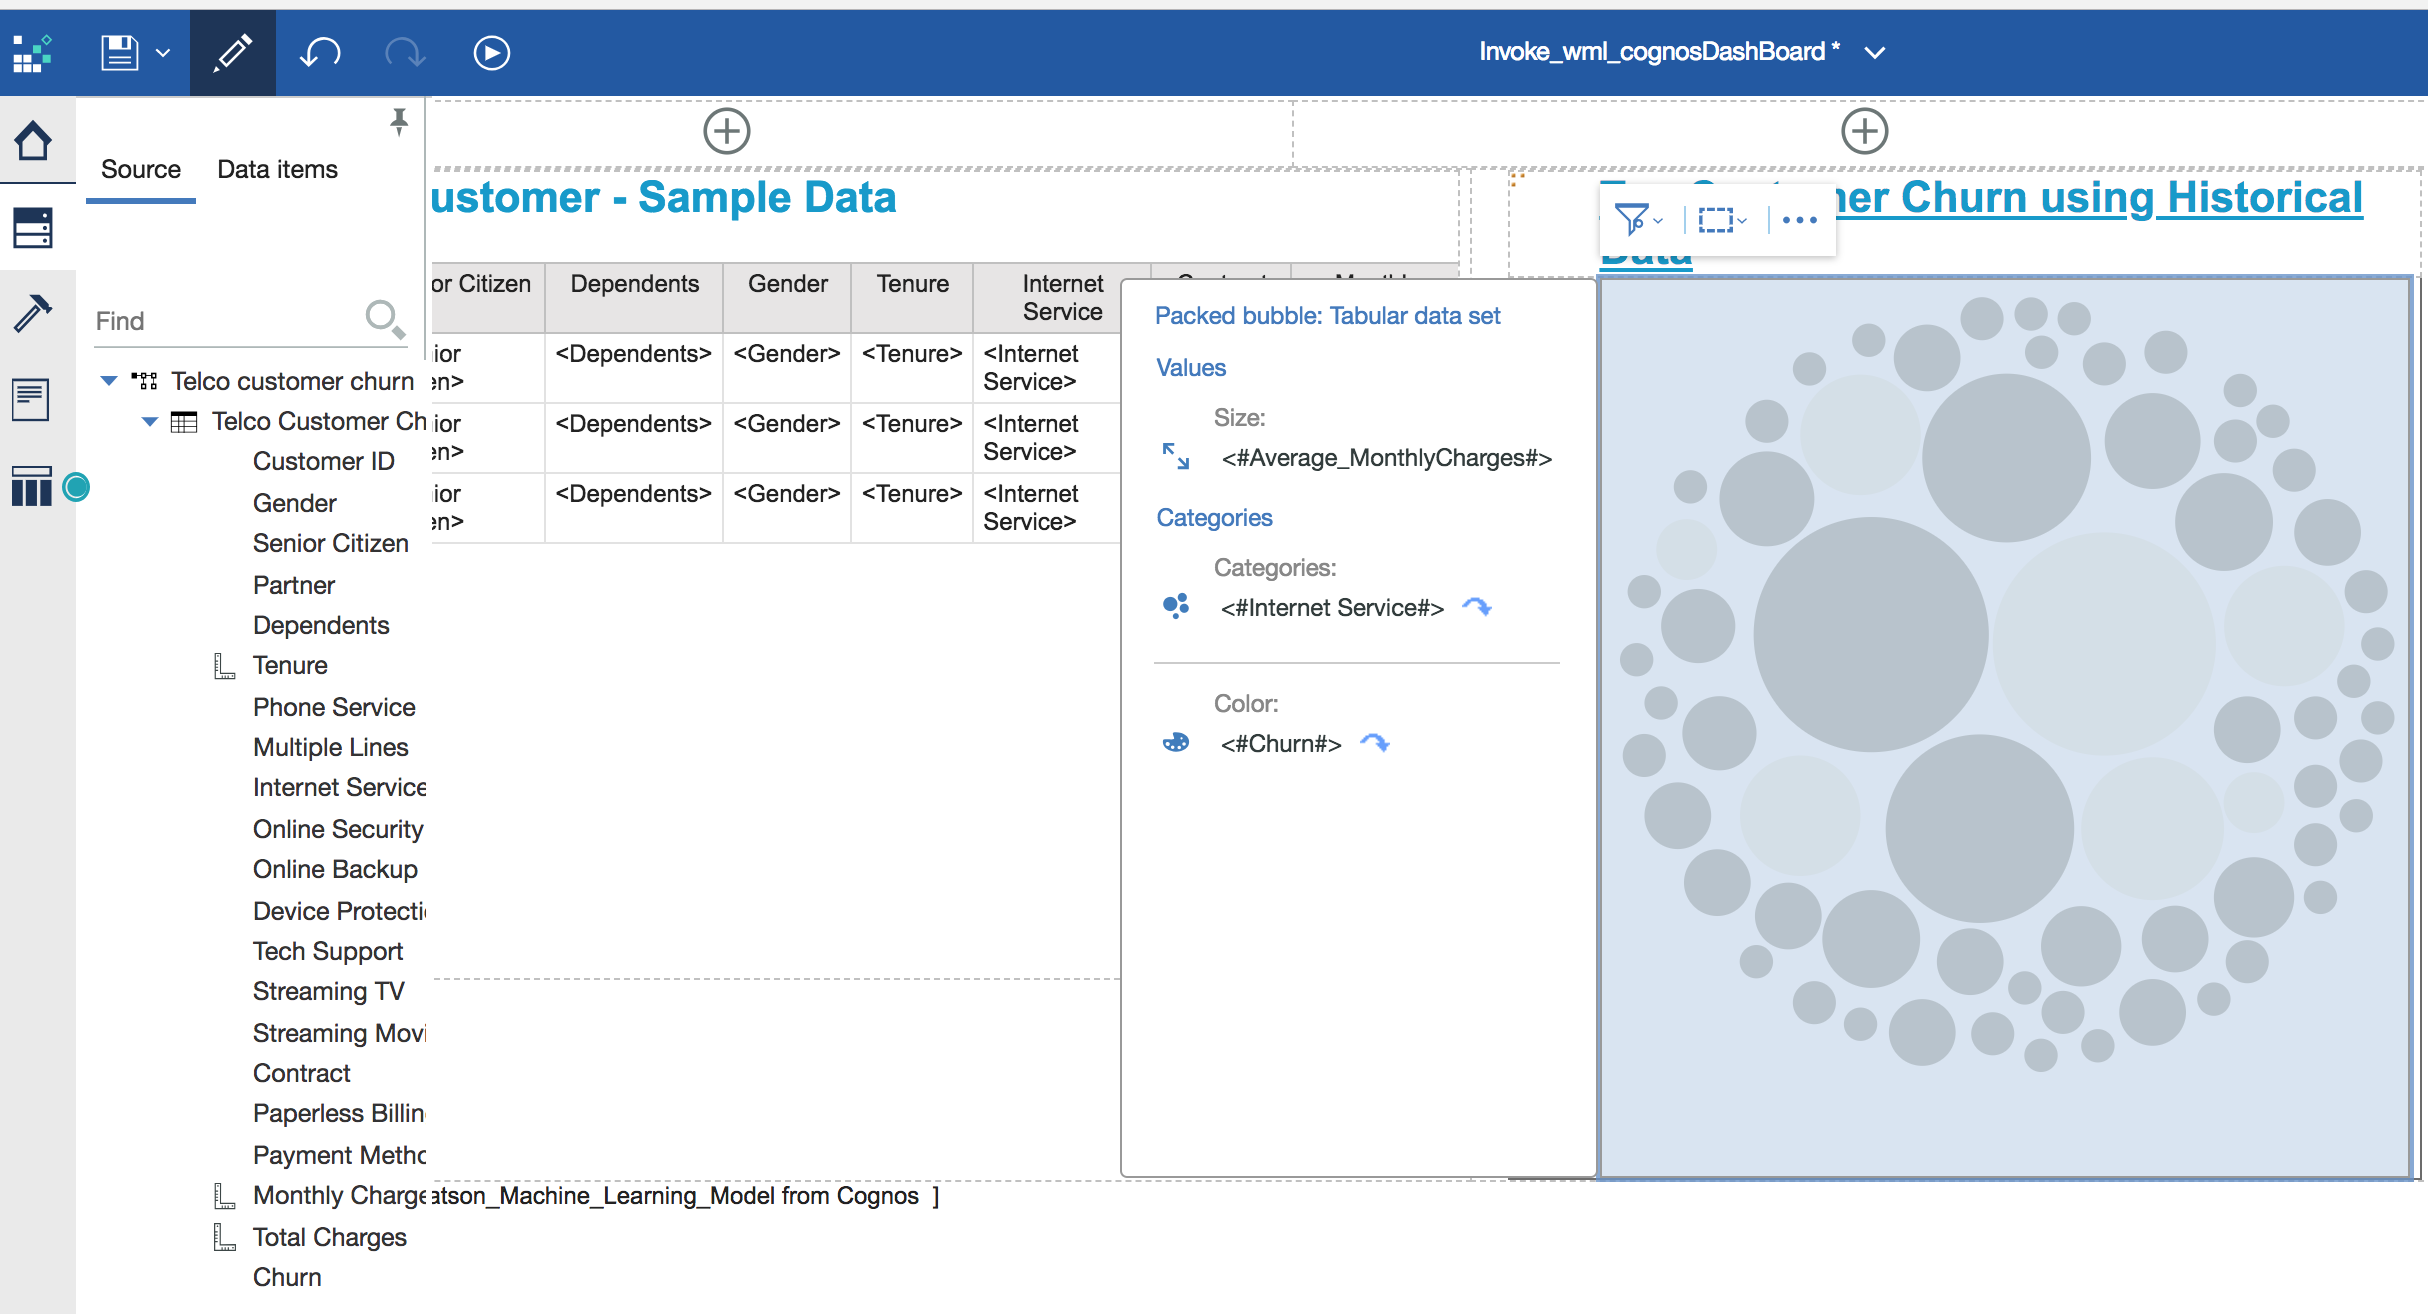 Invoke_wml_cognosDashBoard *
Source Data items
Find
Telco customer churn
Telco Customer Ch
Customer ID
Gender
Senior Citizen
Partner
Dependents
Tenure
Phone Service
Multiple Lines
Internet Service
Online Security
Online Backup
Device Protecti
Tech Support
Streaming TV
Streaming Movi
Contract
Paperless Billin
Payment Metho
Monthly Charge
Total Charges
Churn
ustomer - Sample Data
or Citizen Dependents Gender Tenure Internet
Service
ior <Dependents> <Gender> <Tenure> <Internet
en> Service>
ior <Dependents> <Gender> <Tenure> <Internet
en> Service>
ior <Dependents> <Gender> <Tenure> <Internet
en> Service>
atson_Machine_Learning_Model from Cognos ]
Packed bubble: Tabular data set
Values
Size:
<#Average_MonthlyCharges#>
Categories
Categories:
<#Internet Service#>
Color:
<#Churn#>
ner Churn using Historical
Data